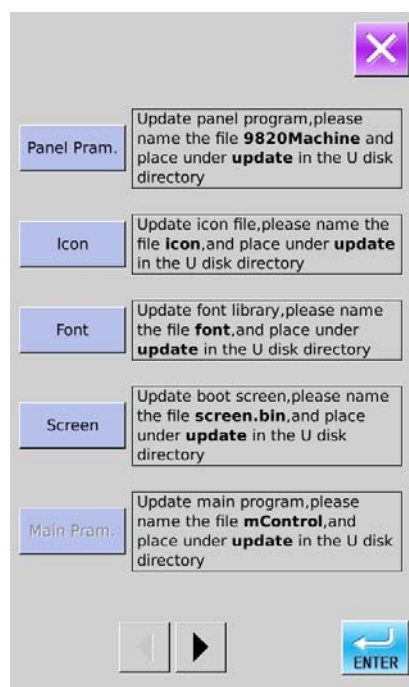 Panel Pram.
Update panel program,please
name the file 9820Machine and
place under update in the U disk
directory
Icon
Update icon file,please name the
file icon,and place under update
in the U disk directory
Font
Update font library,please name
the file font,and place under
update in the U disk directory
Screen
Update boot screen,please name
the file screen.bin,and place
under update in the U disk
directory
Main Pram.
Update main program,please
name the file mControl,and
place under update in the U disk
directory
ENTER